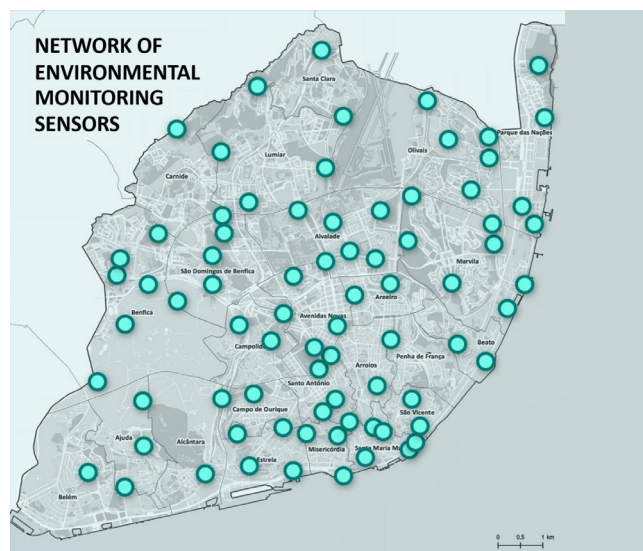 NETWORK OF
ENVIRONMENTAL
MONITORING
SENSORS
Santa Clara
Parque das Nações
Olivais
Lumiar
Carnide
Alvalade
Marvila
São Domingos de Benfica
Areeiro
Benfica
Avenidas Novas
Beato
Penha de França
Arroios
Santo António
Campo de Ourique
São Vicente
Ajuda
Alcântara
Misericórdia
Santa Maria
Estrela
Belém
0 0,5 1 km